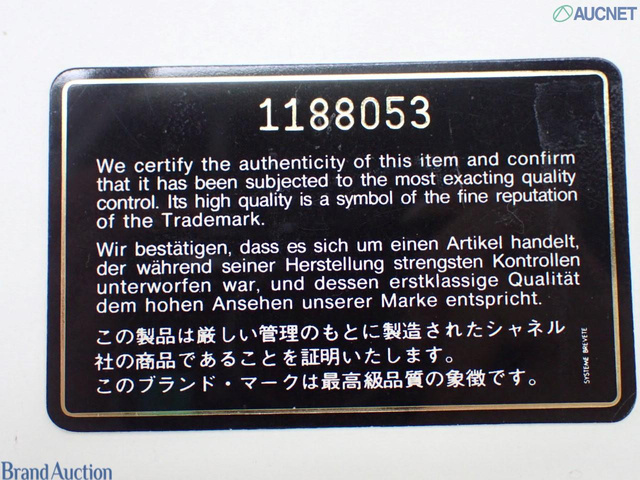 AUCNET
1188053
We certify the authenticity of this item and confirm
that it has been subjected to the most exacting quality
control. Its high quality is a symbol of the fine reputation
of the Trademark.
Wir bestätigen, dass es sich um einen Artikel handelt,
der während seiner Herstellung strengsten Kontrollen
unterworfen war, und dessen erstklassige Qualität
dem hohen Ansehen unserer Marke entspricht.
この製品は厳しい管理のもとに製造されたシャネル
社の商品であることを証明いたします。
このブランド・マークは最高級品質の象徴です。
SYSTEME BREVETE
Brand Auction